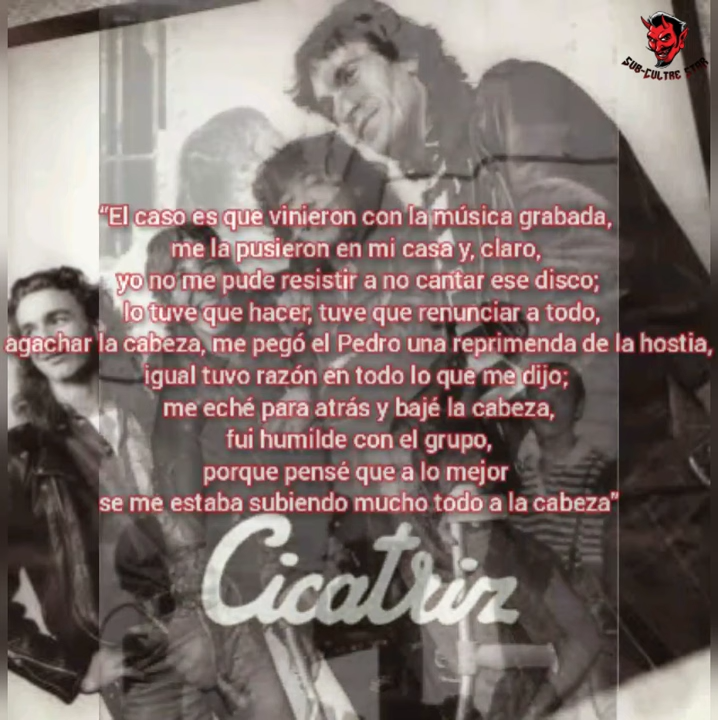 SUB-CULTRE STAR
“El caso es que vinieron con la música grabada,
me la pusieron en mi casa y, claro,
yo no me pude resistir a no cantar ese disco;
lo tuve que hacer, tuve que renunciar a todo,
agachar la cabeza, me pegó el Pedro una reprimenda de la hostia,
igual tuvo razón en todo lo que me dijo;
me eché para atrás y bajé la cabeza,
fui humilde con el grupo,
porque pensé que a lo mejor
se me estaba subiendo mucho todo a la cabeza”
Cicatriz